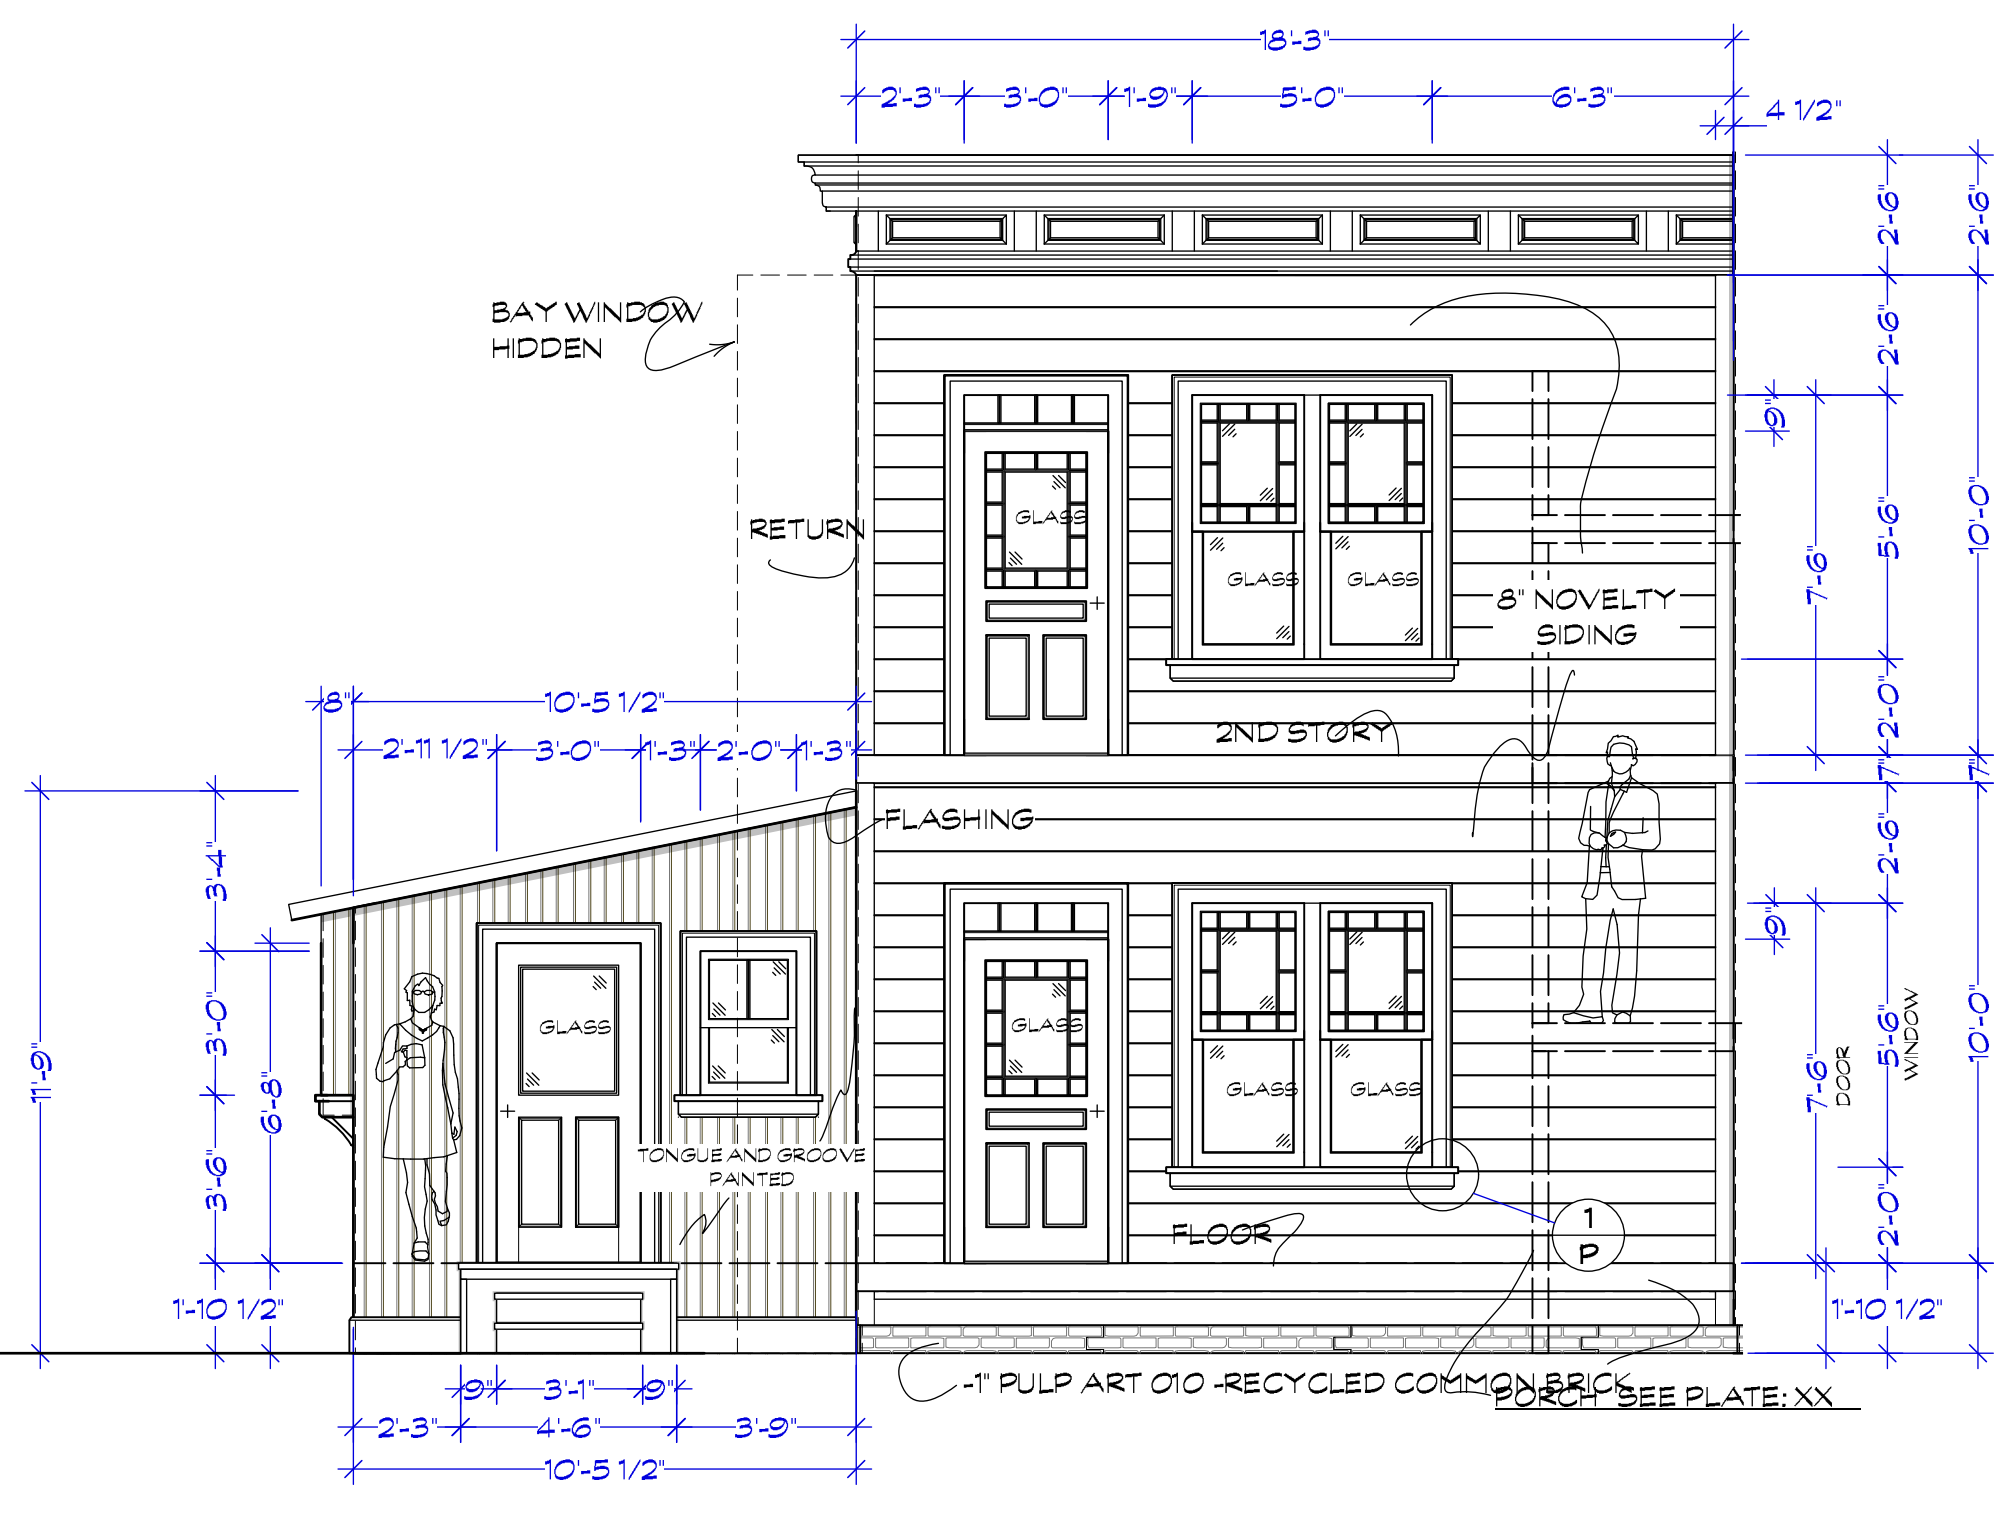 18'-3"
2'-3" 3'-0" 1'-9" 5'-0" 6'-3"
4 1/2"
2'-6" 2'-6"
BAY WINDOW
HIDDEN
2'-6"
9"
RETURN
GLASS
5'-6" 10'-0"
7'-6"
GLASS GLASS
8" NOVELTY
SIDING
8" 10'-5 1/2"
2'-0"
2ND STORY
2'-11 1/2" 3'-0" 1'-3" 2'-0" 1'-3"
7" 7"
FLASHING
2'-6"
3'-4"
9"
GLASS GLASS
3'-0"
5'-6" 10'-0"
WINDOW
11'-9"
6'-8"
7'-6"
DOOR
GLASS GLASS
TONGUE AND GROOVE
PAINTED
3'-6"
2'-0"
FLOOR
1
P
1'-10 1/2" 1'-10 1/2"
-1" PULP ART 010 -RECYCLED COMMON BRICK
PORCH SEE PLATE: XX
9" 3'-1" 9"
2'-3" 4'-6" 3'-9"
10'-5 1/2"